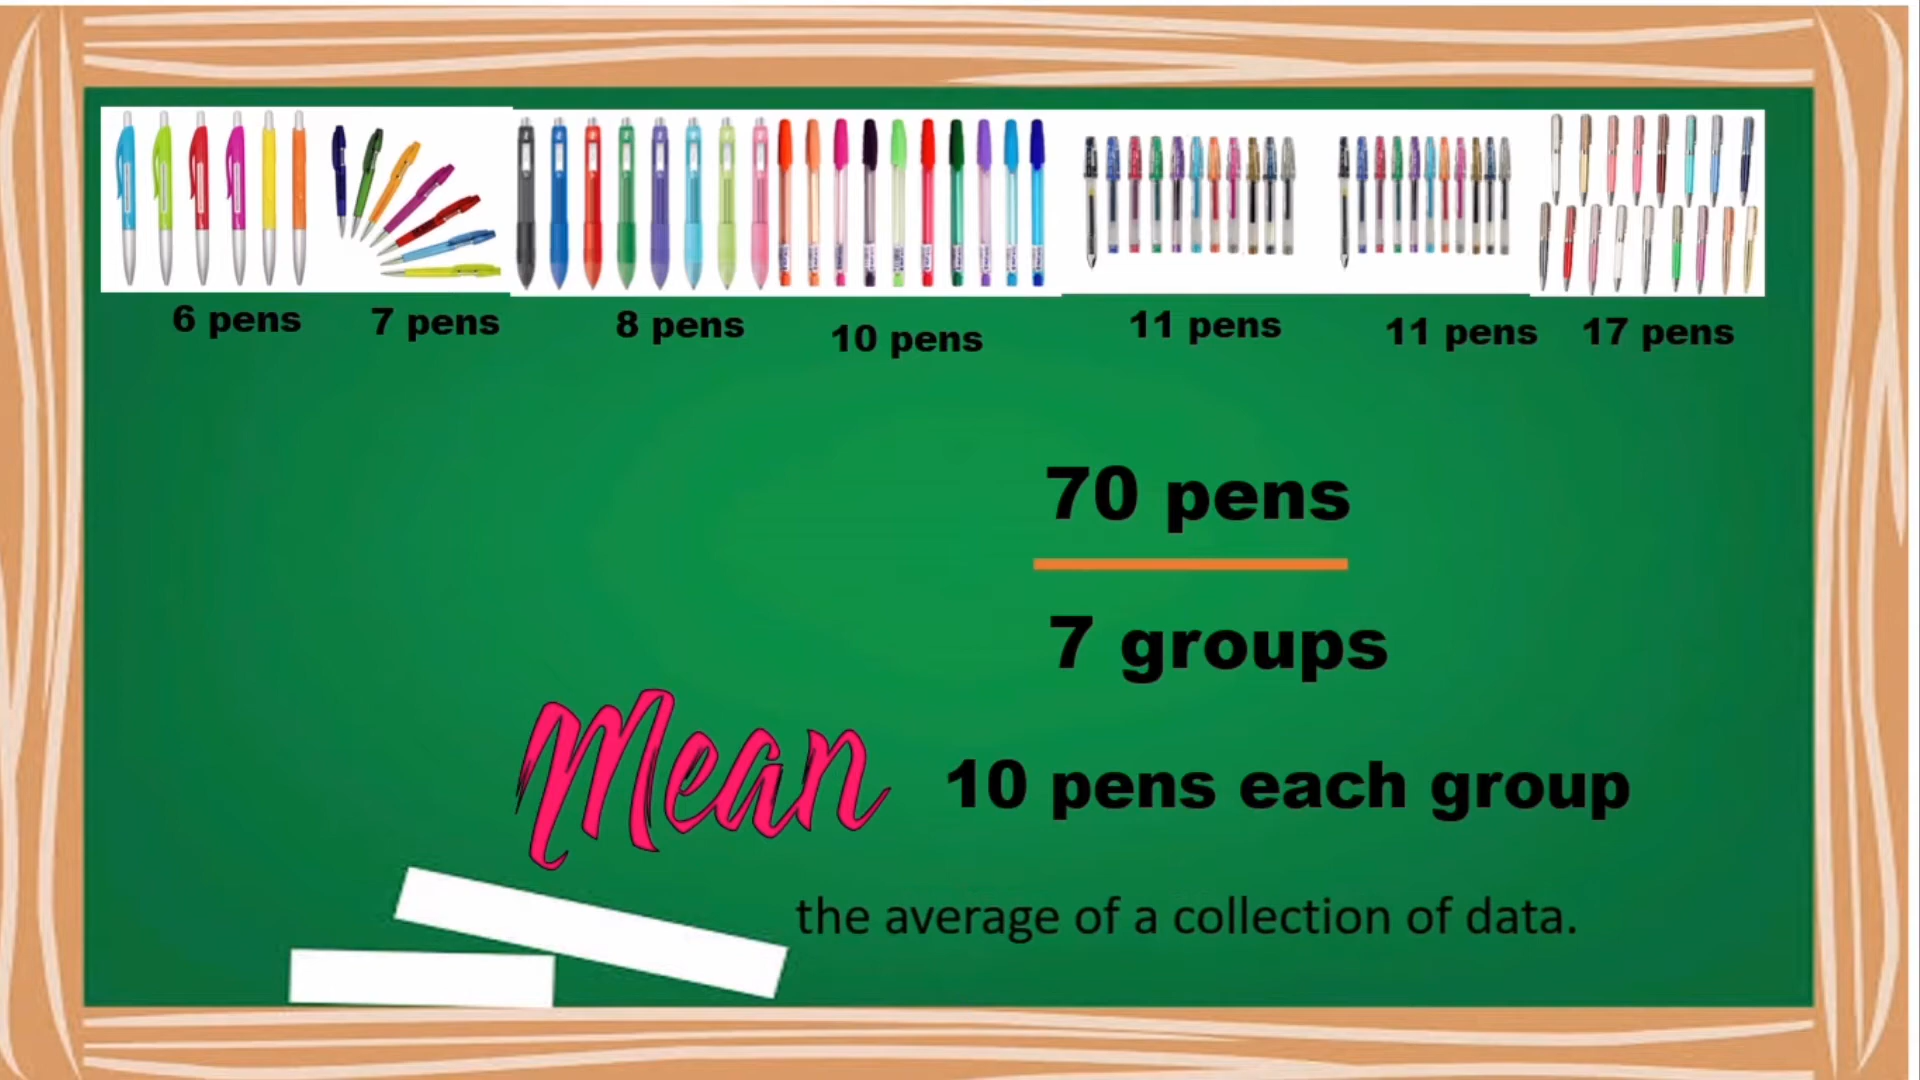 6 pens
7 pens
8 pens
10 pens
11 pens
11 pens
17 pens
70 pens
7 groups
Mean
10 pens each group
the average of a collection of data.